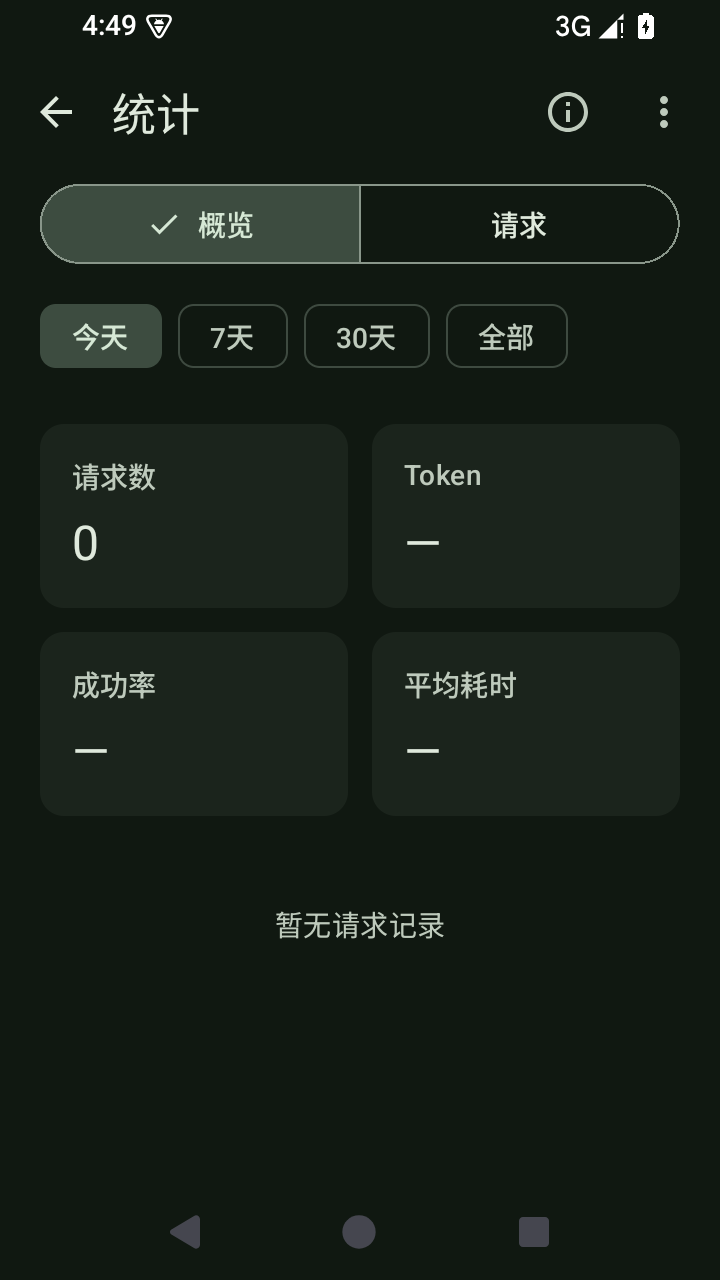 4:49 3G
统计
概览 请求
今天 7天 30天 全部
请求数 Token
0 —
成功率 平均耗时
— —
暂无请求记录